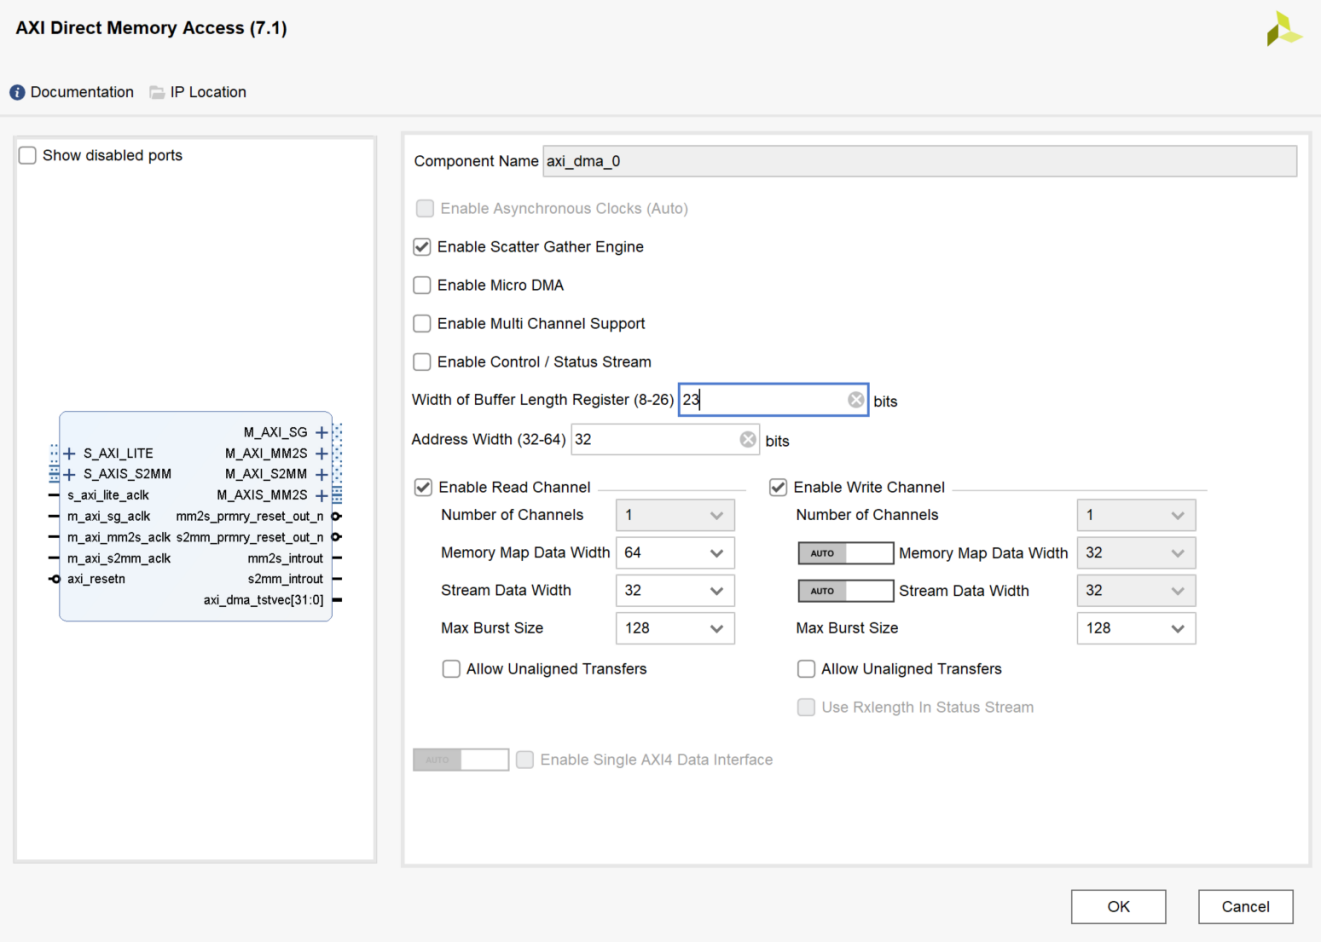 AXI Direct Memory Access (7.1)
Documentation IP Location
Show disabled ports
M_AXI_SG
S_AXI_LITE M_AXI_MM2S
S_AXIS_S2MM M_AXI_S2MM
s_axi_lite_aclk M_AXIS_MM2S
m_axi_sg_aclk mm2s_prmry_reset_out_n
m_axi_mm2s_aclk s2mm_prmry_reset_out_n
m_axi_s2mm_aclk mm2s_introut
axi_resetn s2mm_introut
axi_dma_tstvec[31:0]
Component Name axi_dma_0
Enable Asynchronous Clocks (Auto)
Enable Scatter Gather Engine
Enable Micro DMA
Enable Multi Channel Support
Enable Control / Status Stream
Width of Buffer Length Register (8-26) 23 bits
Address Width (32-64) 32 bits
Enable Read Channel
Number of Channels 1
Memory Map Data Width 64
Stream Data Width 32
Max Burst Size 128
Allow Unaligned Transfers
Enable Write Channel
Number of Channels 1
AUTO Memory Map Data Width 32
AUTO Stream Data Width 32
Max Burst Size 128
Allow Unaligned Transfers
Use Rxlength In Status Stream
AUTO Enable Single AXI4 Data Interface
OK Cancel